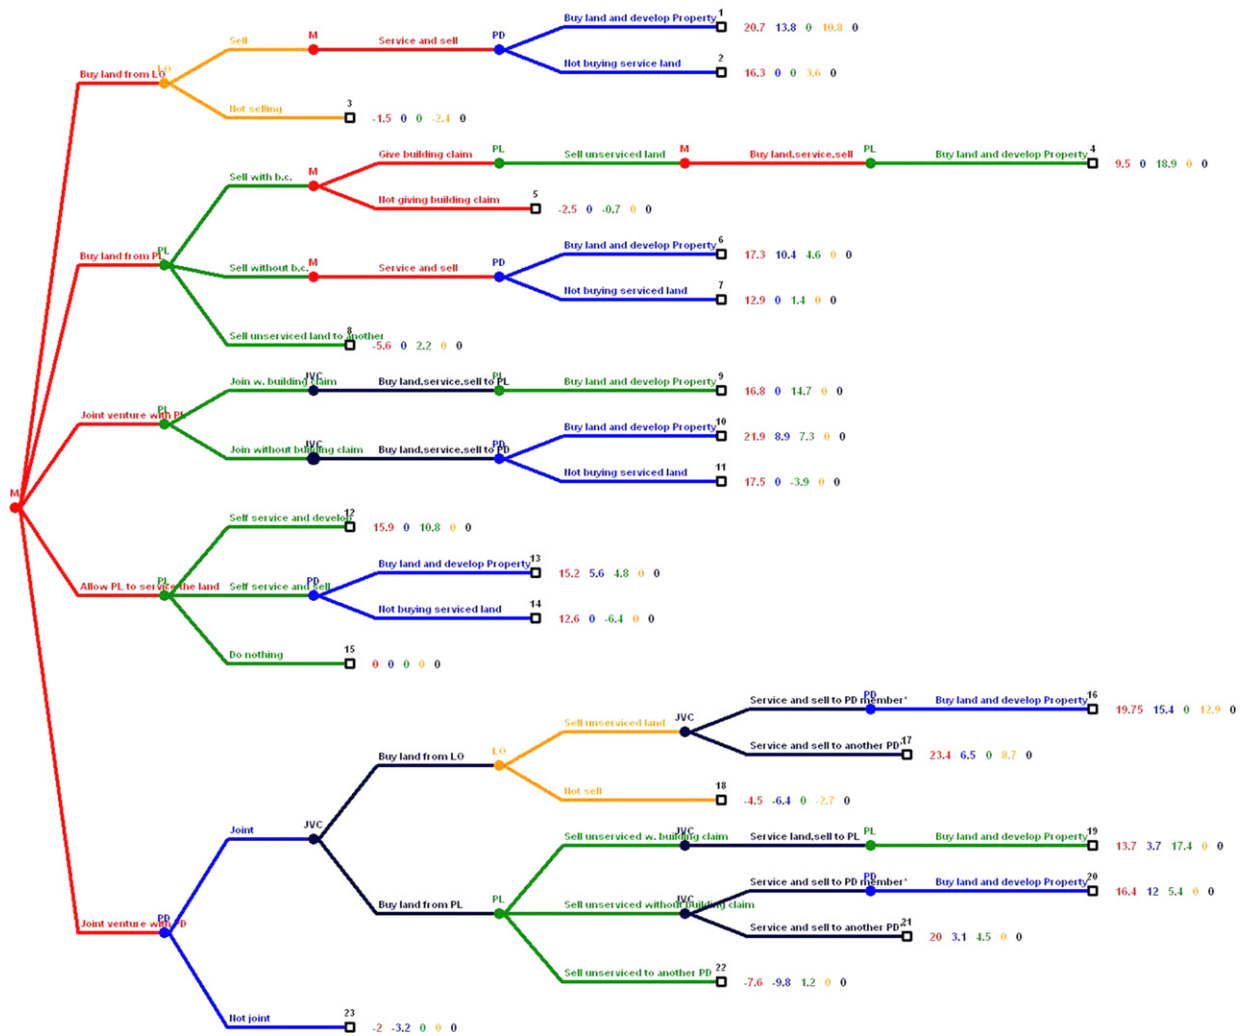 1
Buy land and develop Property
20.7 13.8 0 10.8 0
Sell
M
Service and sell
PD
2
Not buying service land
16.3 0 0 3.6 0
Buy land from LO
LO
3
Not selling
-1.5 0 0 -2.4 0
Give building claim
PL
Sell unserviced land
M
Buy land,service,sell
PL
Buy land and develop Property
4
9.5 0 18.9 0 0
Sell with b.c.
M
5
Not giving building claim
-2.5 0 -0.7 0 0
Buy land from PL
PL
6
Buy land and develop Property
17.3 10.4 4.6 0 0
Sell without b.c.
M
Service and sell
PD
7
Not buying serviced land
12.9 0 1.4 0 0
8
Sell unserviced land to another
-5.6 0 2.2 0 0
Join w. building claim
JVC
Buy land,service,sell to PL
PL
Buy land and develop Property
9
16.8 0 14.7 0 0
Joint venture with PL
PL
10
Buy land and develop Property
21.9 8.9 7.3 0 0
Join without building claim
JVC
Buy land,service,sell to PD
PD
11
Not buying serviced land
17.5 0 -3.9 0 0
M
12
Self service and develop
15.9 0 10.8 0 0
13
Buy land and develop Property
15.2 5.6 4.8 0 0
Allow PL to service the land
PL
Self service and sell
PD
14
Not buying serviced land
12.6 0 -6.4 0 0
15
Do nothing
0 0 0 0 0
Service and sell to PD member*
PD
Buy land and develop Property
16
19.75 15.4 0 12.9 0
Sell unserviced land
JVC
17
Service and sell to another PD
23.4 6.5 0 8.7 0
Buy land from LO
LO
18
Not sell
-4.5 -6.4 0 -2.7 0
Joint
JVC
Sell unserviced w. building claim
JVC
Service land,sell to PL
PL
Buy land and develop Property
19
13.7 3.7 17.4 0 0
Service and sell to PD member*
PD
Buy land and develop Property
20
16.4 12 5.4 0 0
Buy land from PL
PL
Sell unserviced without building claim
JVC
21
Service and sell to another PD
20 3.1 4.5 0 0
22
Sell unserviced to another PD
-7.6 -9.8 1.2 0 0
Joint venture with PD
PD
23
Not joint
-2 -3.2 0 0 0